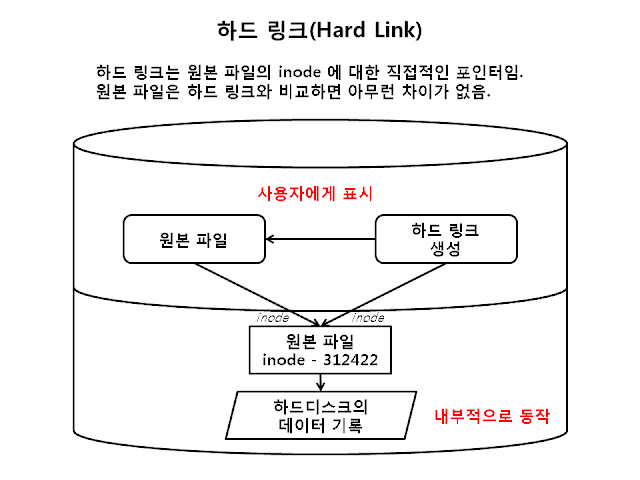 하드 링크(Hard Link)
하드 링크는 원본 파일의 inode 에 대한 직접적인 포인터임.
원본 파일은 하드 링크와 비교하면 아무런 차이가 없음.
사용자에게 표시
원본 파일
하드 링크
생성
inode
inode
원본 파일
inode - 312422
하드디스크의
데이터 기록
내부적으로 동작